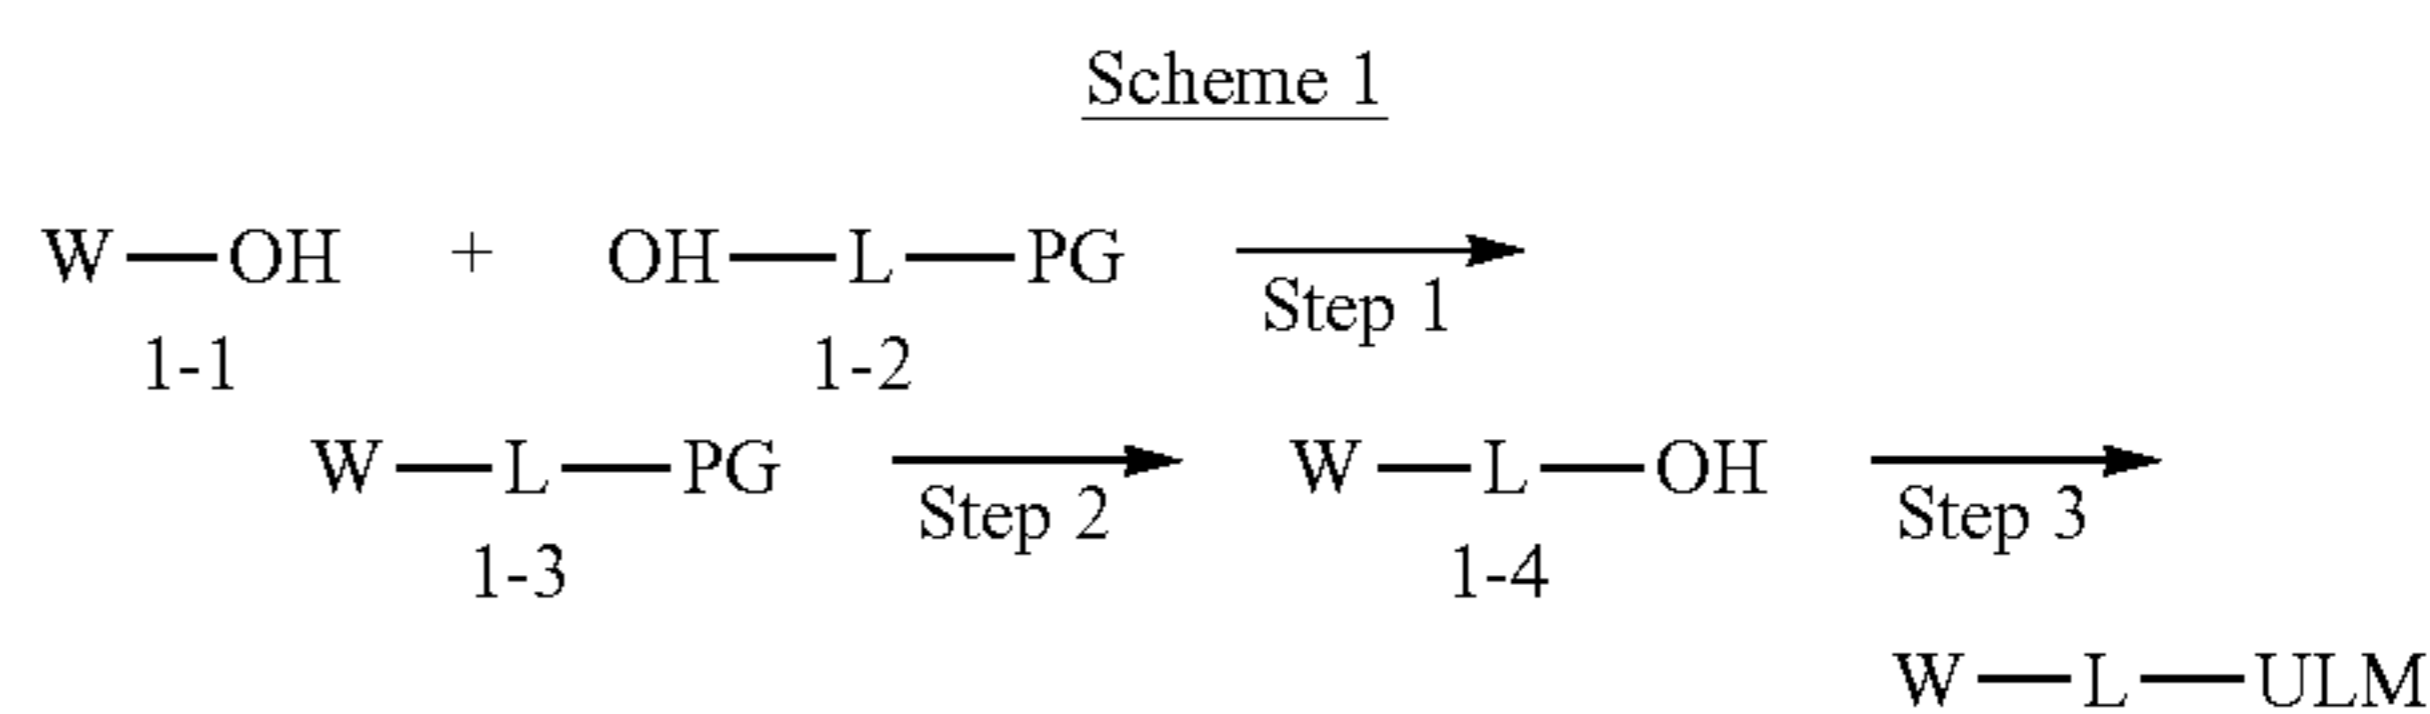 Scheme 1
W—OH + OH—L—PG
Step 1
1-1 1-2
W—L—PG W—L—OH
Step 2 Step 3
1-3 1-4
W—L—ULM